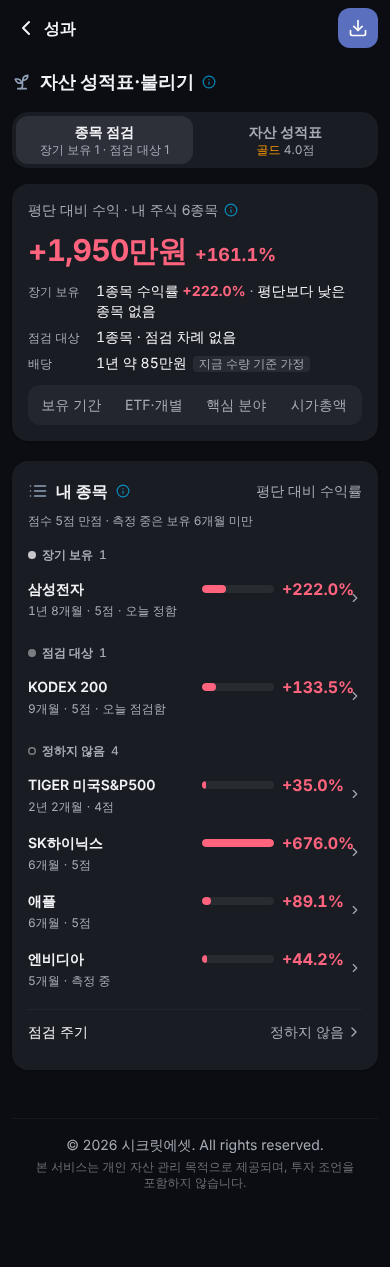 성과
자산 성적표·불리기
종목 점검
장기 보유 1 · 점검 대상 1
자산 성적표
골드 4.0점
평단 대비 수익 · 내 주식 6종목
+1,950만원 +161.1%
장기 보유 1종목 수익률 +222.0% · 평단보다 낮은
종목 없음
점검 대상 1종목 · 점검 차례 없음
배당 1년 약 85만원 지금 수량 기준 가정
보유 기간 ETF·개별 핵심 분야 시가총액
내 종목 평단 대비 수익률
점수 5점 만점 · 측정 중은 보유 6개월 미만
장기 보유 1
삼성전자 +222.0%
1년 8개월 · 5점 · 오늘 정함
점검 대상 1
KODEX 200 +133.5%
9개월 · 5점 · 오늘 점검함
정하지 않음 4
TIGER 미국S&P500 +35.0%
2년 2개월 · 4점
SK하이닉스 +676.0%
6개월 · 5점
애플 +89.1%
6개월 · 5점
엔비디아 +44.2%
5개월 · 측정 중
점검 주기 정하지 않음
© 2026 시크릿에셋. All rights reserved.
본 서비스는 개인 자산 관리 목적으로 제공되며, 투자 조언을
포함하지 않습니다.